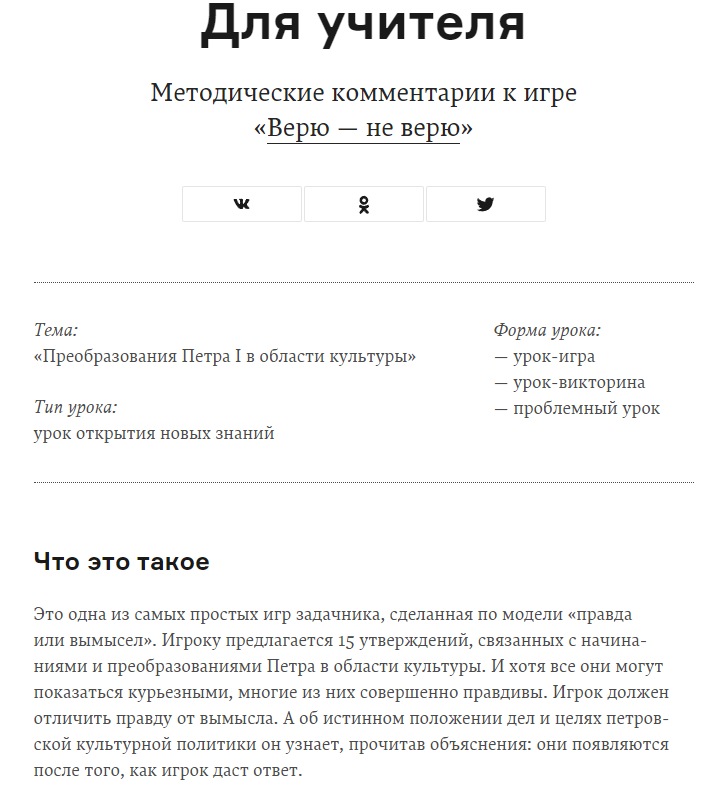 Для учителя
Методические комментарии к игре
«Верю — не верю»
Тема:
«Преобразования Петра I в области культуры»
Тип урока:
урок открытия новых знаний
Форма урока:
— урок-игра
— урок-викторина
— проблемный урок
Что это такое
Это одна из самых простых игр задачника, сделанная по модели «правда
или вымысел». Игроку предлагается 15 утверждений, связанных с начина-
ниями и преобразованиями Петра в области культуры. И хотя все они могут
показаться курьезными, многие из них совершенно правдивы. Игрок должен
отличить правду от вымысла. А об истинном положении дел и целях петров-
ской культурной политики он узнает, прочитав объяснения: они появляются
после того, как игрок даст ответ.